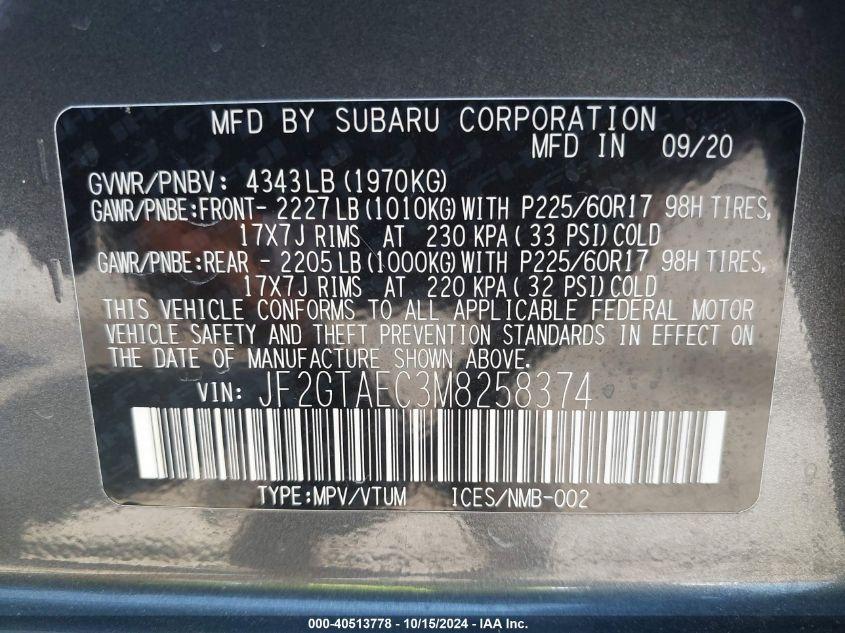 MFD BY SUBARU CORPORATION
MFD IN 09/20
GVWR/PNBV: 4343LB (1970KG)
GAWR/PNBE:FRONT- 2227LB(1010KG)WITH P225/60R17 98H TIRES,
17X7J RIMS AT 230 KPA(33 PSI)COLD
GAWR/PNBE:REAR - 2205LB(1000KG)WITH P225/60R17 98H TIRES,
17X7J RIMS AT 220 KPA(32 PSI)COLD
THIS VEHICLE CONFORMS TO ALL APPLICABLE FEDERAL MOTOR
VEHICLE SAFETY AND THEFT PREVENTION STANDARDS IN EFFECT ON
THE DATE OF MANUFACTURE SHOWN ABOVE.
VIN: JF2GTAEC3M8258374
TYPE:MPV/VTUM ICES/NMB-002
000-40513778 - 10/15/2024 - IAA Inc.